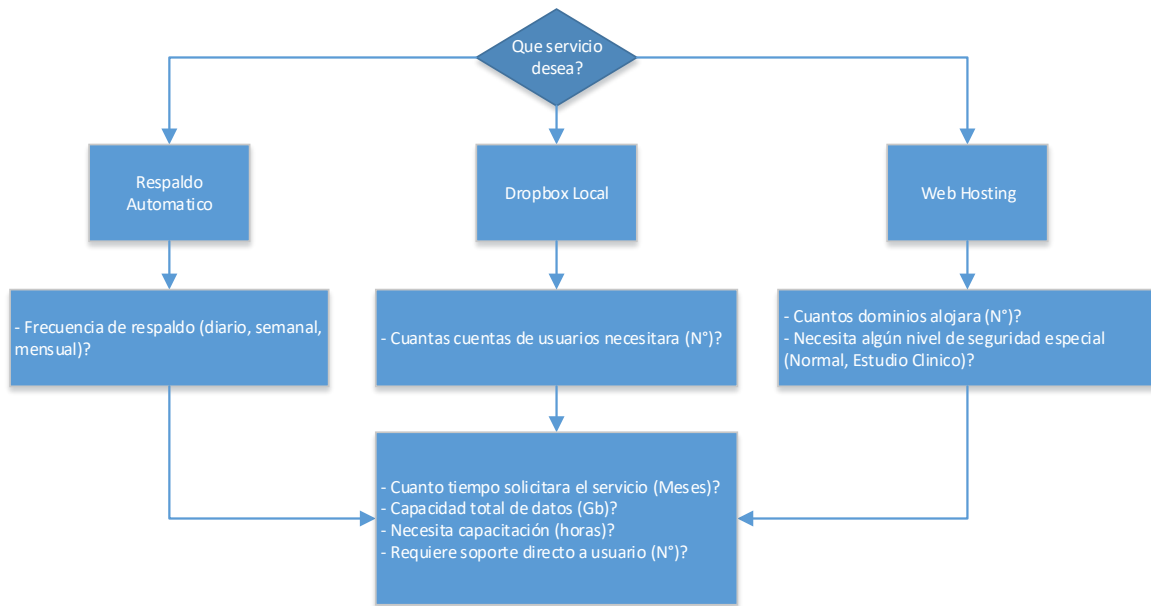 Que servicio
desea?
Respaldo
Automatico
Dropbox Local
Web Hosting
- Frecuencia de respaldo (diario, semanal,
mensual)?
- Cuantas cuentas de usuarios necesitara (N°)?
- Cuantos dominios alojara (N°)?
- Necesita algún nivel de seguridad especial
(Normal, Estudio Clinico)?
- Cuanto tiempo solicitara el servicio (Meses)?
- Capacidad total de datos (Gb)?
- Necesita capacitación (horas)?
- Requiere soporte directo a usuario (N°)?